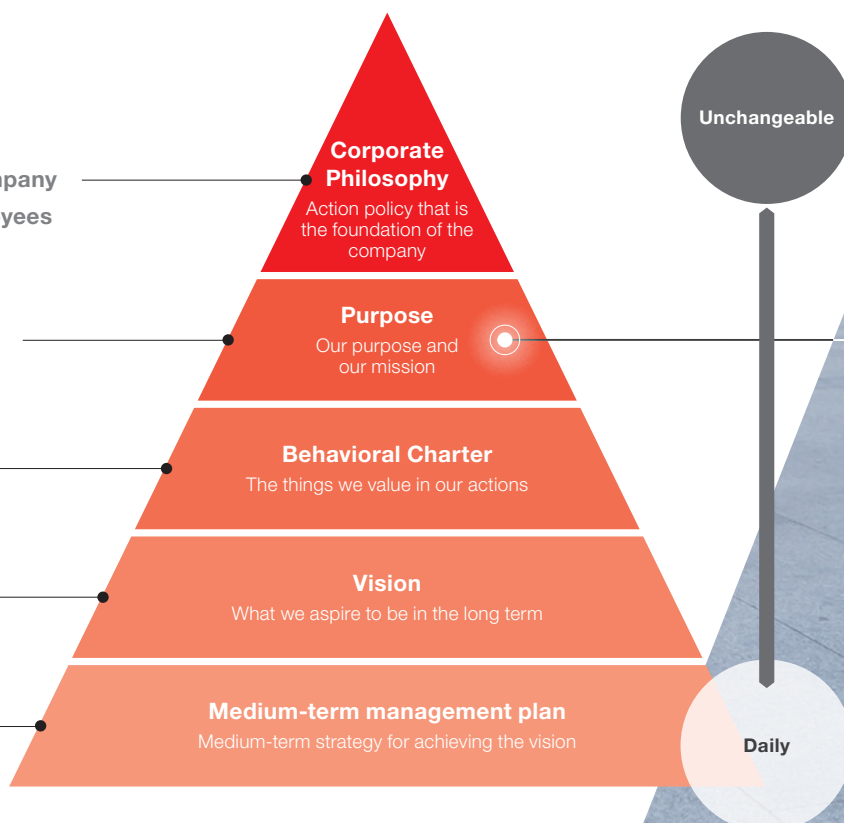 Unchangeable
Corporate
Philosophy
Action policy that is
the foundation of the
company
Purpose
Our purpose and
our mission
Behavioral Charter
The things we value in our actions
Vision
What we aspire to be in the long term
Medium-term management plan
Medium-term strategy for achieving the vision
Daily